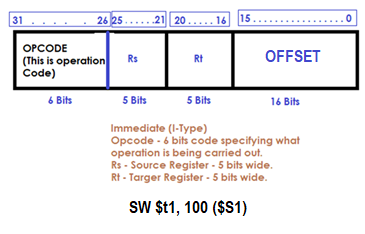 31 . . . . . 26 25 ......21 20 ..... 16 15 ...................0
OPCODE
(This is operation
Code)
Rs
Rt
OFFSET
6 Bits 5 Bits 5 Bits 16 Bits
Immediate (I-Type)
Opcode - 6 bits code specifying what
operation is being carried out.
Rs - Source Register - 5 bits wide.
Rt - Targer Register - 5 bits wide.
SW $t1, 100 ($S1)